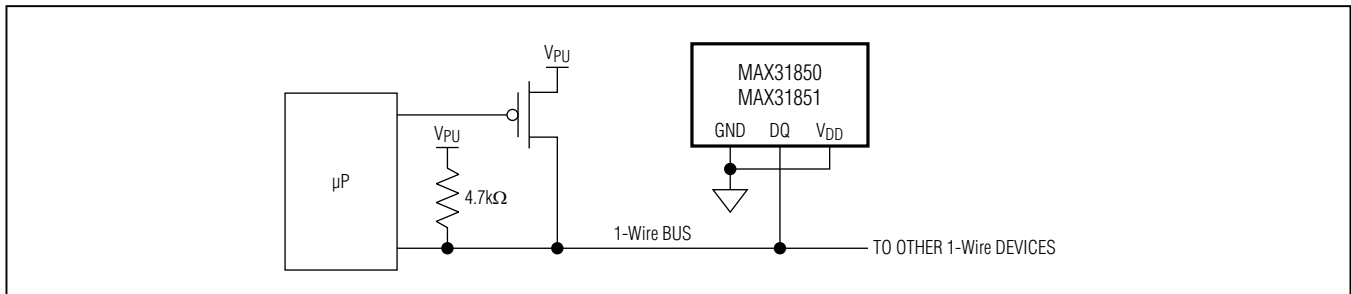 VPU
MAX31850
MAX31851
GND DQ VDD
VPU
µP
4.7kΩ
1-Wire BUS
TO OTHER 1-Wire DEVICES